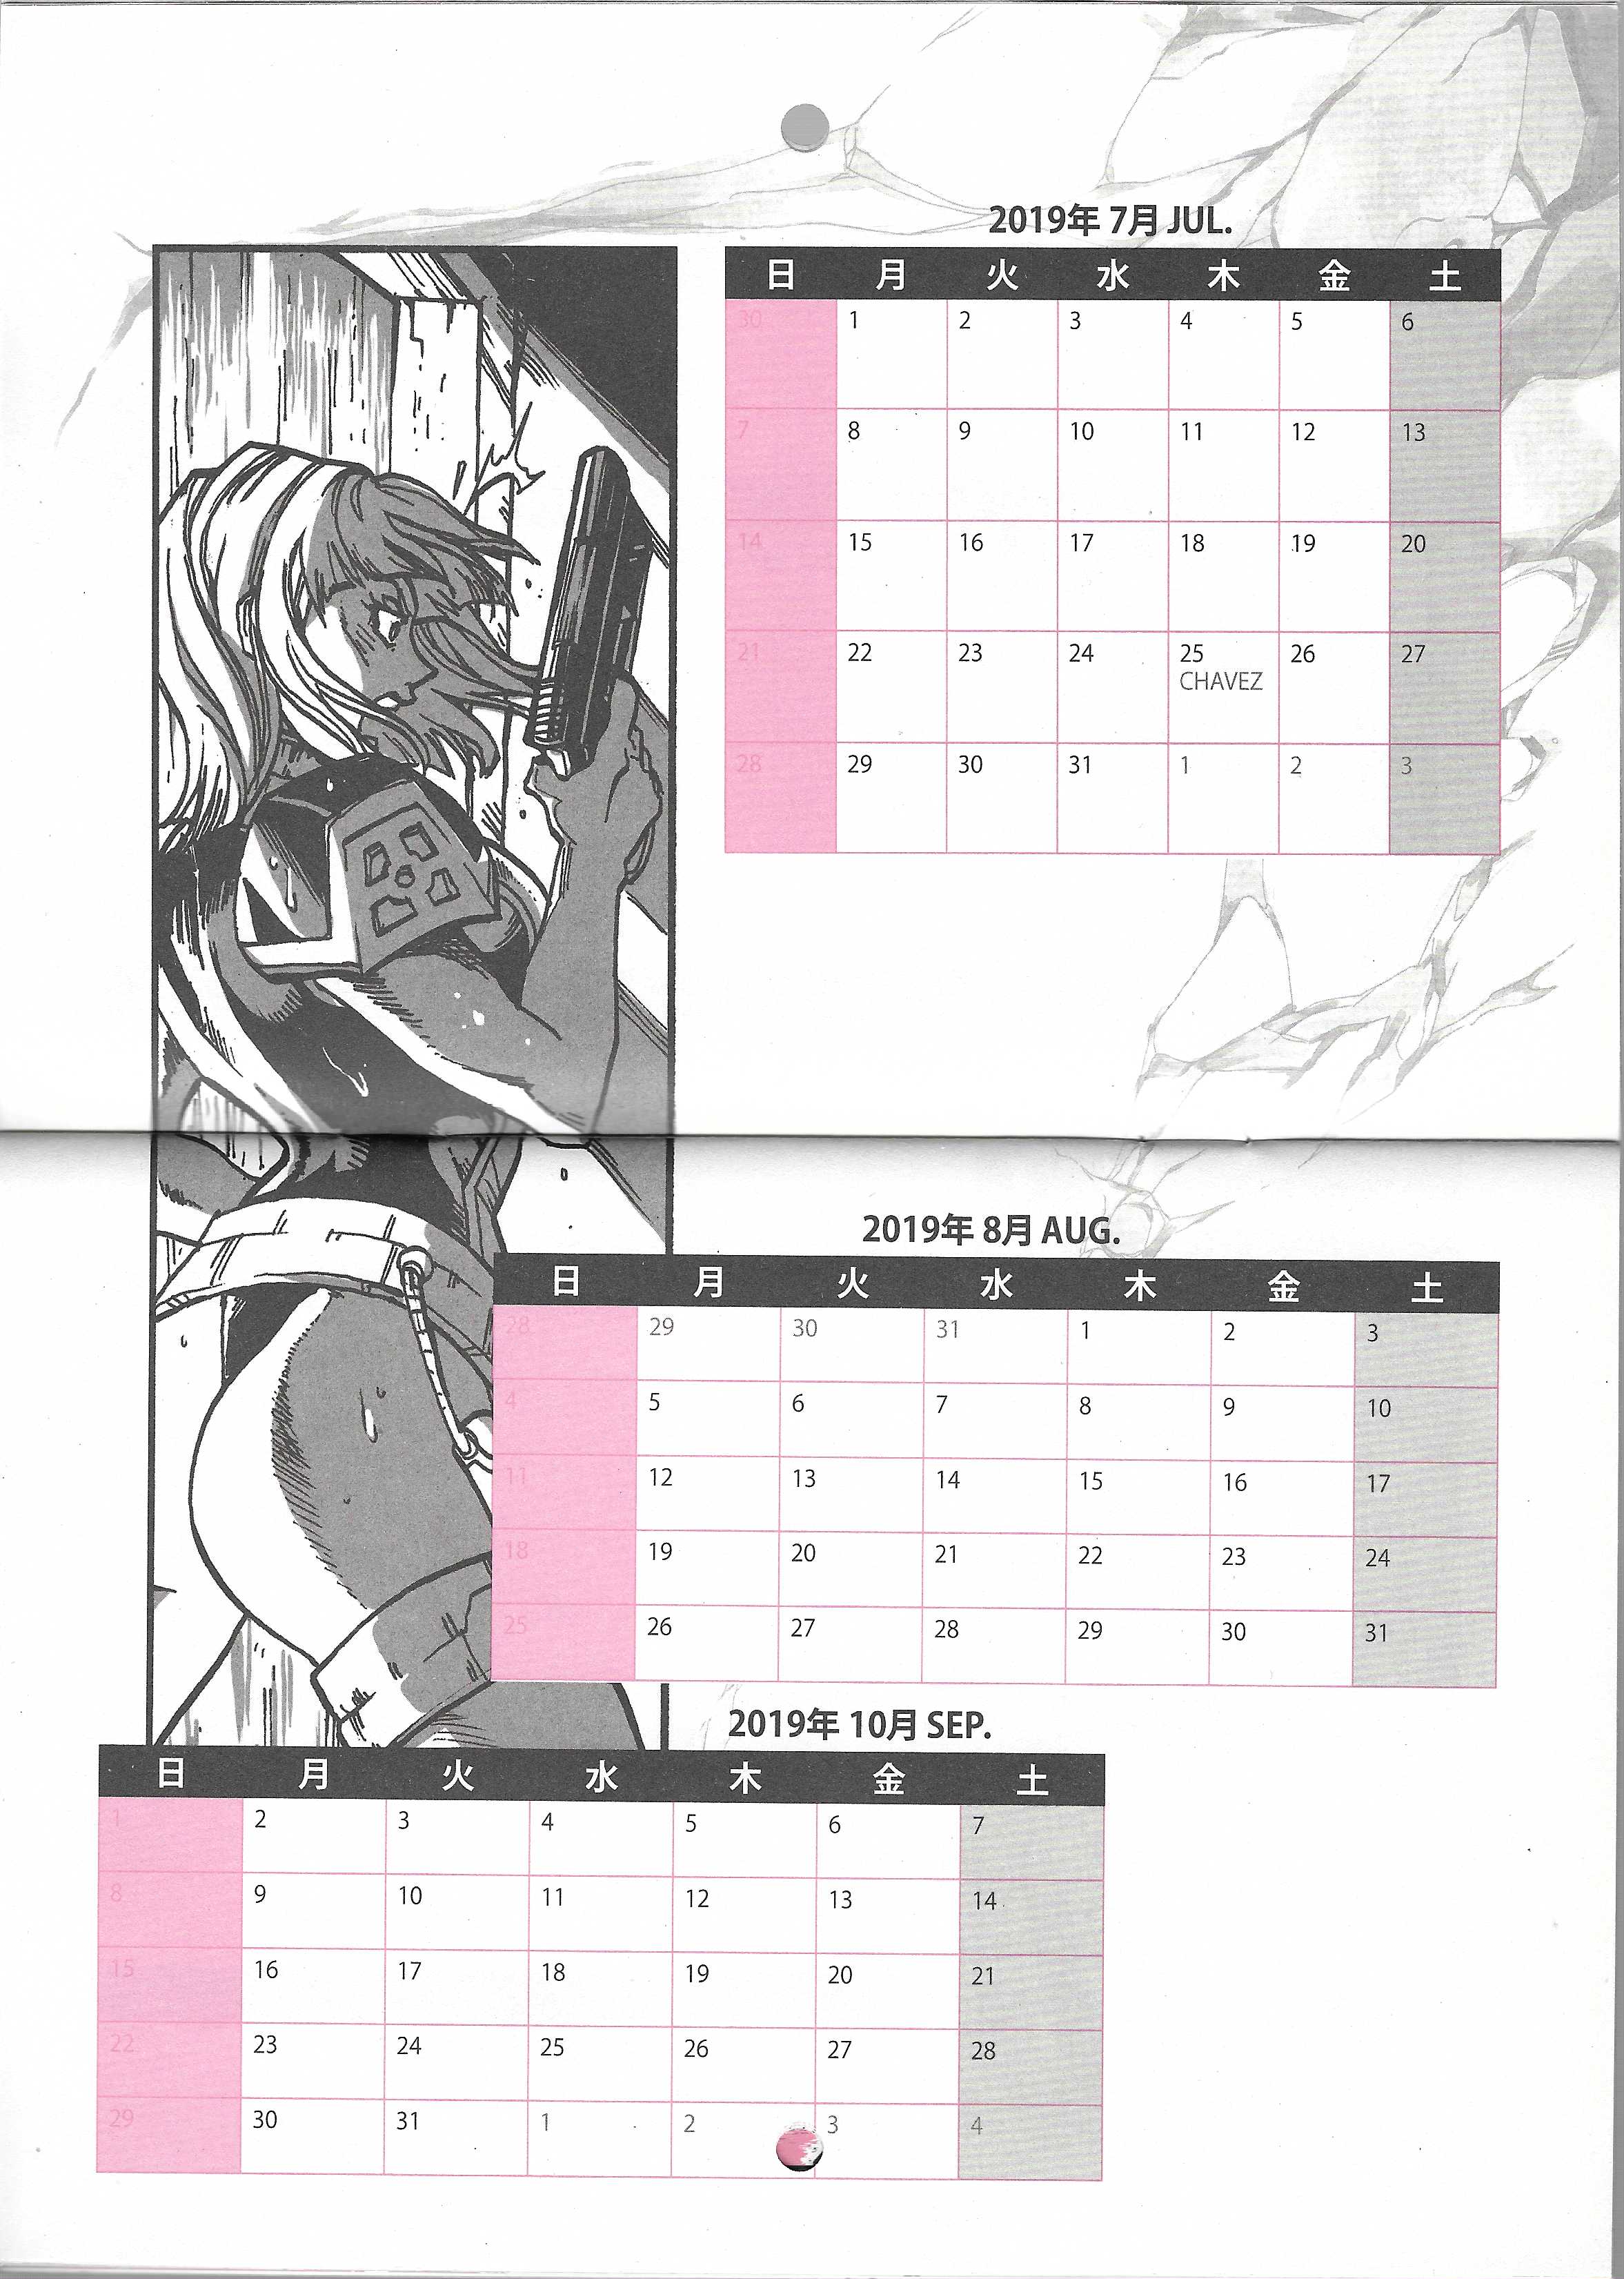 2019年 7月 JUL.
日 月 火 水 木 金 土
30 1 2 3 4 5 6
7 8 9 10 11 12 13
14 15 16 17 18 19 20
21 22 23 24 25 26 27
CHAVEZ
28 29 30 31 1 2 3
2019年 8月 AUG.
日 月 火 水 木 金 土
28 29 30 31 1 2 3
4 5 6 7 8 9 10
11 12 13 14 15 16 17
18 19 20 21 22 23 24
25 26 27 28 29 30 31
2019年 10月 SEP.
日 月 火 水 木 金 土
1 2 3 4 5 6 7
8 9 10 11 12 13 14
15 16 17 18 19 20 21
22 23 24 25 26 27 28
29 30 31 1 2 3 4